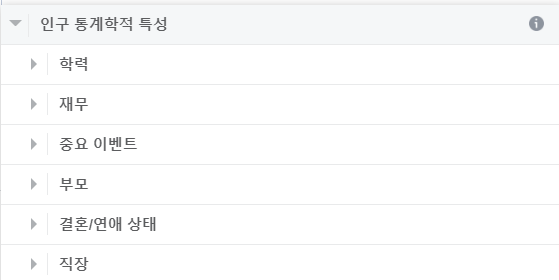 인구 통계학적 특성
학력
재무
중요 이벤트
부모
결혼/연애 상태
직장